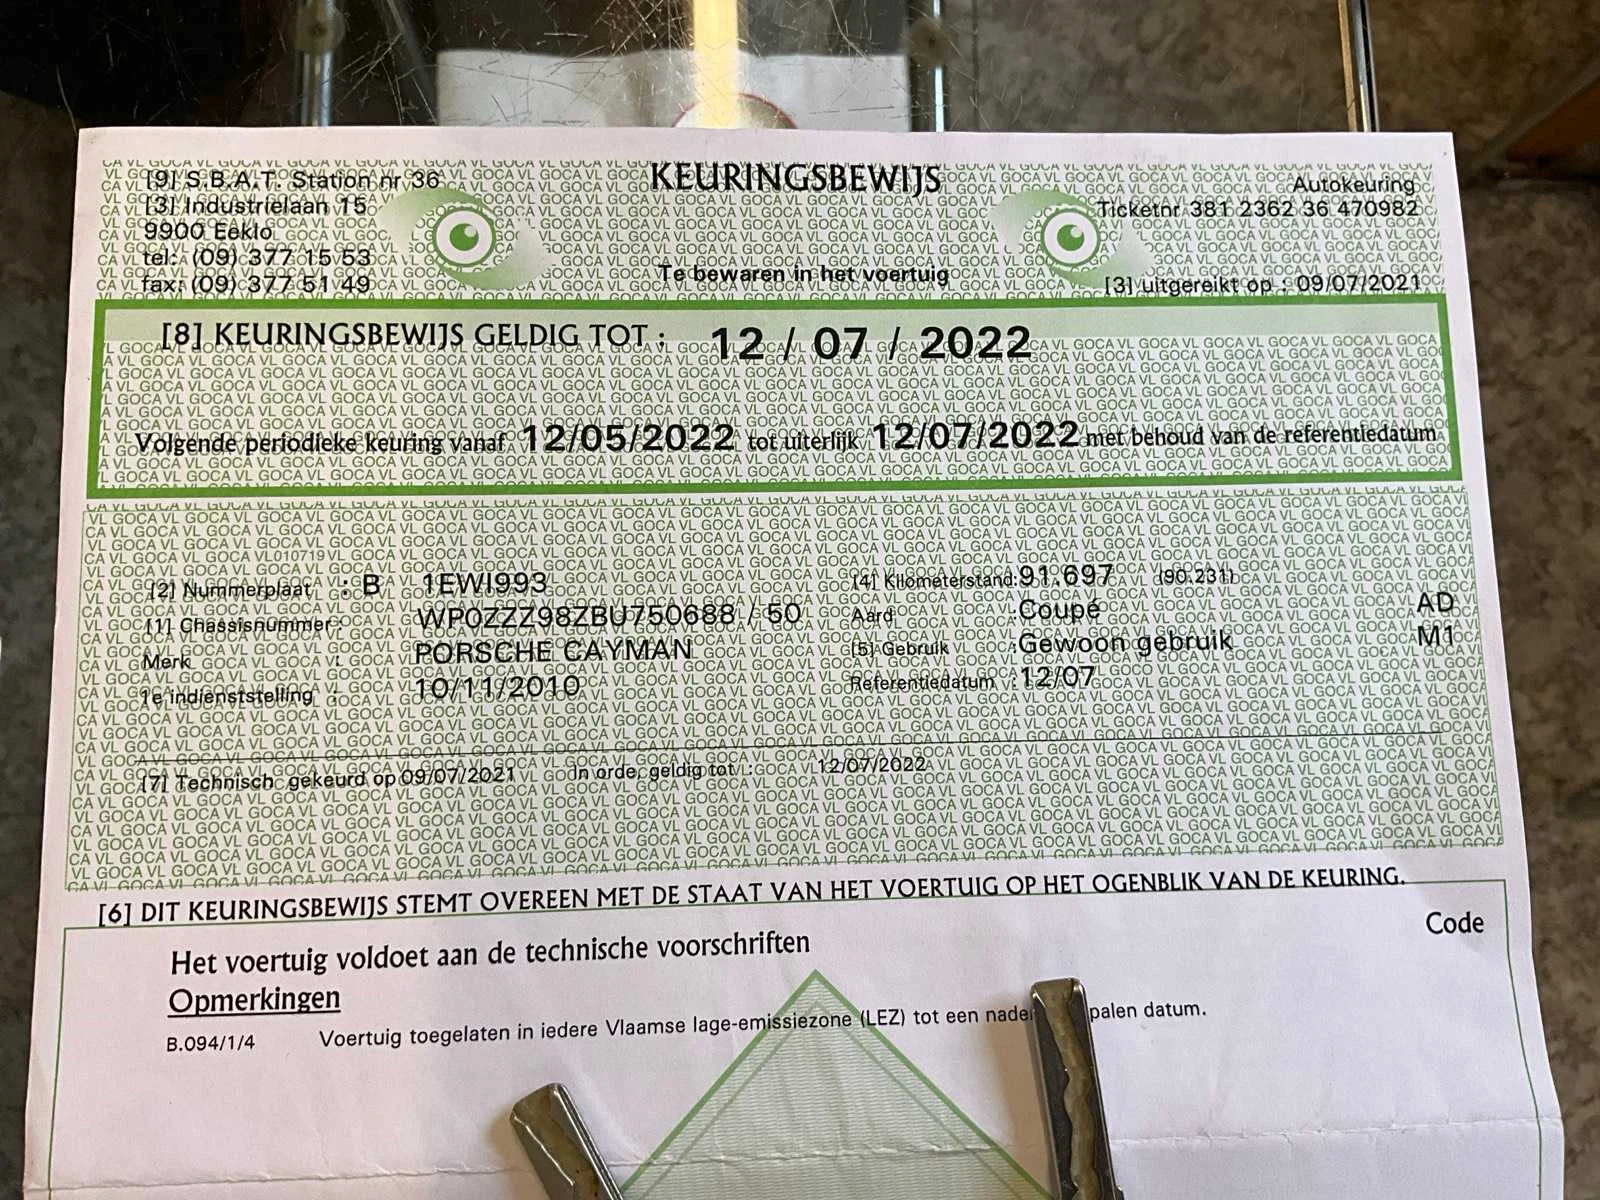 [9] S.B.A.T. Station nr 36
[3] Industrielaan 15
9900 Eeklo
tel: (09) 377 15 53
fax: (09) 377 51 49
KEURINGSBEWIJS
Te bewaren in het voertuig
Autokeuring
Ticketnr 381 2362 36 470982
[3] uitgereikt op : 09/07/2021
[8] KEURINGSBEWIJS GELDIG TOT : 12 / 07 / 2022
Volgende periodieke keuring vanaf 12/05/2022 tot uiterlijk 12/07/2022 met behoud van de referentiedatum
VL010719
[2] Nummerplaat : B 1EWI993
[1] Chassisnummer : WP0ZZZ98ZBU750688 / 50
Merk : PORSCHE CAYMAN
1e indienststelling : 10/11/2010
[4] Kilometerstand: 91.697 (90.231)
Aard : Coupé AD
[5] Gebruik : Gewoon gebruik M1
Referentiedatum : 12/07
[7] Technisch gekeurd op 09/07/2021 In orde, geldig tot : 12/07/2022
[6] DIT KEURINGSBEWIJS STEMT OVEREEN MET DE STAAT VAN HET VOERTUIG OP HET OGENBLIK VAN DE KEURING.
Code
Het voertuig voldoet aan de technische voorschriften
Opmerkingen
B.094/1/4 Voertuig toegelaten in iedere Vlaamse lage-emissiezone (LEZ) tot een nader palen datum.